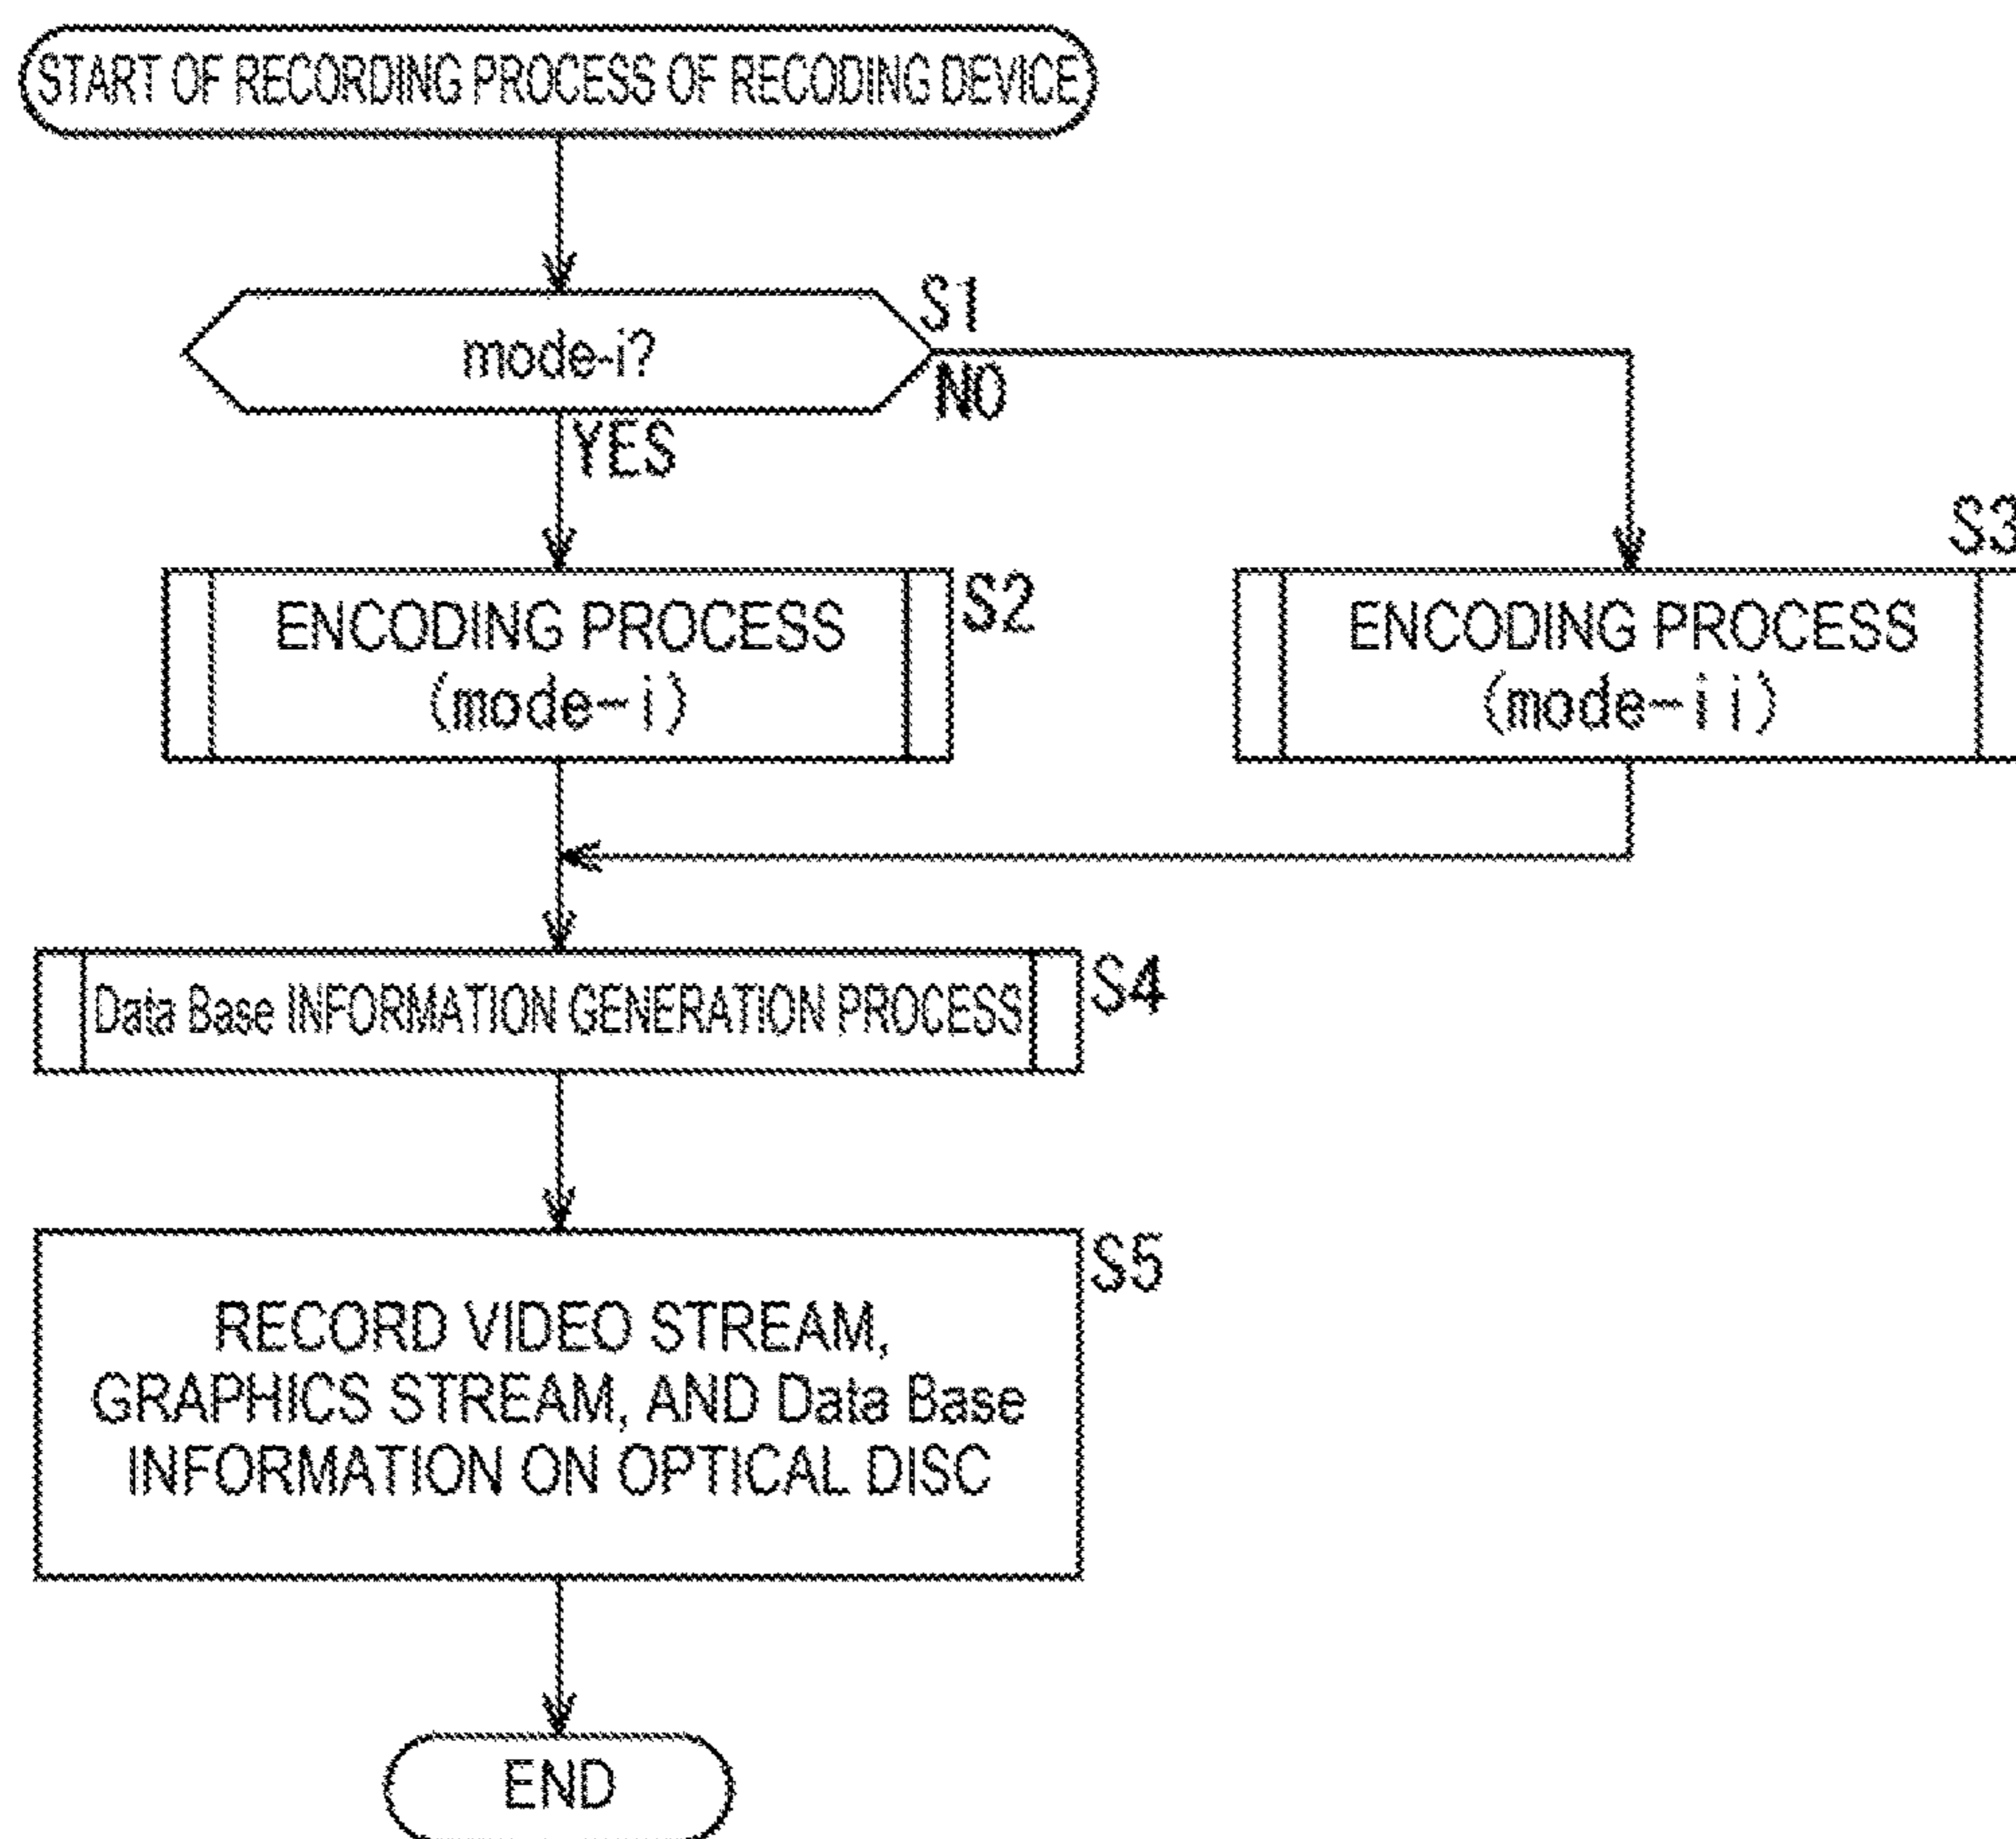 START OF RECORDING PROCESS OF RECODING DEVICE
S1
mode-i?
NO
YES
S3
S2
ENCODING PROCESS
(mode-i)
ENCODING PROCESS
(mode-ii)
Data Base INFORMATION GENERATION PROCESS
S4
S5
RECORD VIDEO STREAM,
GRAPHICS STREAM, AND Data Base
INFORMATION ON OPTICAL DISC
END